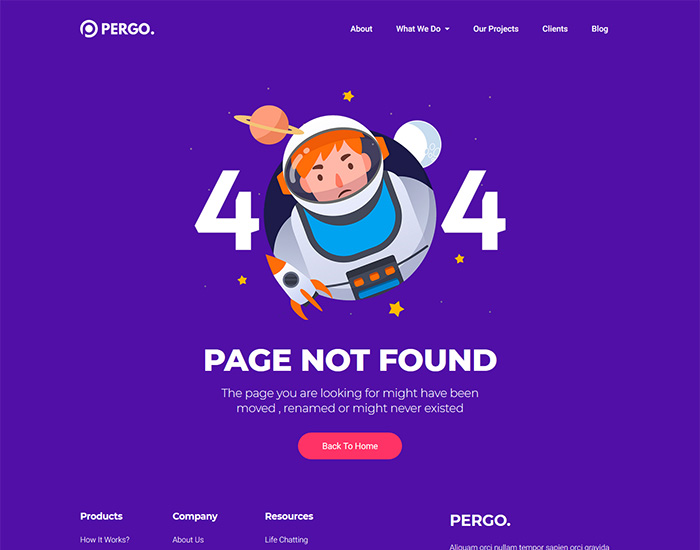 PERGO.
About What We Do Our Projects Clients Blog
4 4
PAGE NOT FOUND
The page you are looking for might have been
moved , renamed or might never existed
Back To Home
Products Company Resources PERGO.
How It Works? About Us Life Chatting Aliquam orci nullam tempor sapien orci gravida